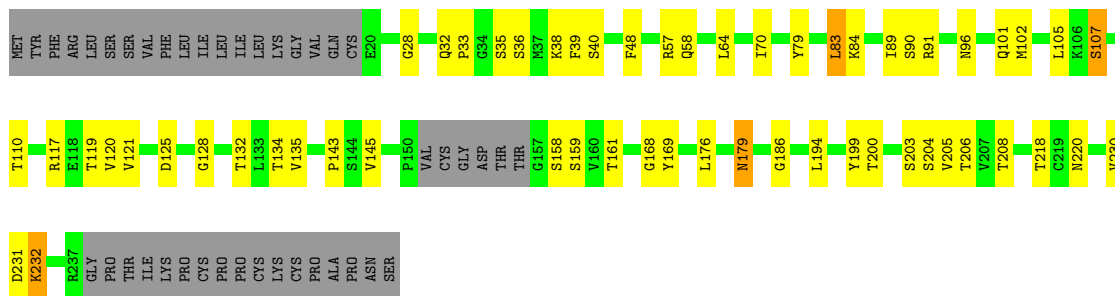 MET TYR PHE ARG LEU SER SER VAL PHE LEU ILE LEU ILE LEU LYS GLY VAL GLN CYS E20 G28 Q32 P33 G34 S35 S36 M37 K38 F39 S40 F48 R57 Q58 L64 I70 Y79 L83 K84 I89 S90 R91 N96 Q101 M102 L105 K106 S107
T110 R117 E118 T119 V120 V121 D125 G128 T132 L133 T134 V135 P143 S144 V145 P150 VAL CYS GLY ASP THR THR G157 S158 S159 V160 T161 G168 Y169 L176 N179 G186 L194 Y199 T200 S203 S204 V205 T206 V207 T208 T218 C219 N220
D231 K232 R237 GLY PRO THR ILE LYS PRO CYS PRO PRO CYS LYS CYS PRO ALA PRO ASN SER